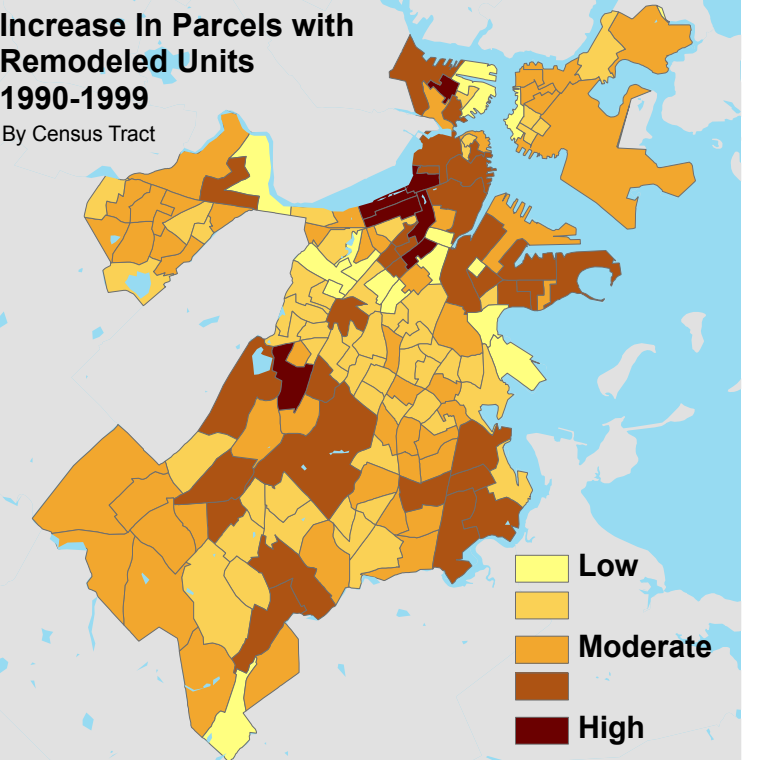 Increase In Parcels with
Remodeled Units
1990-1999
By Census Tract
Low
Moderate
High